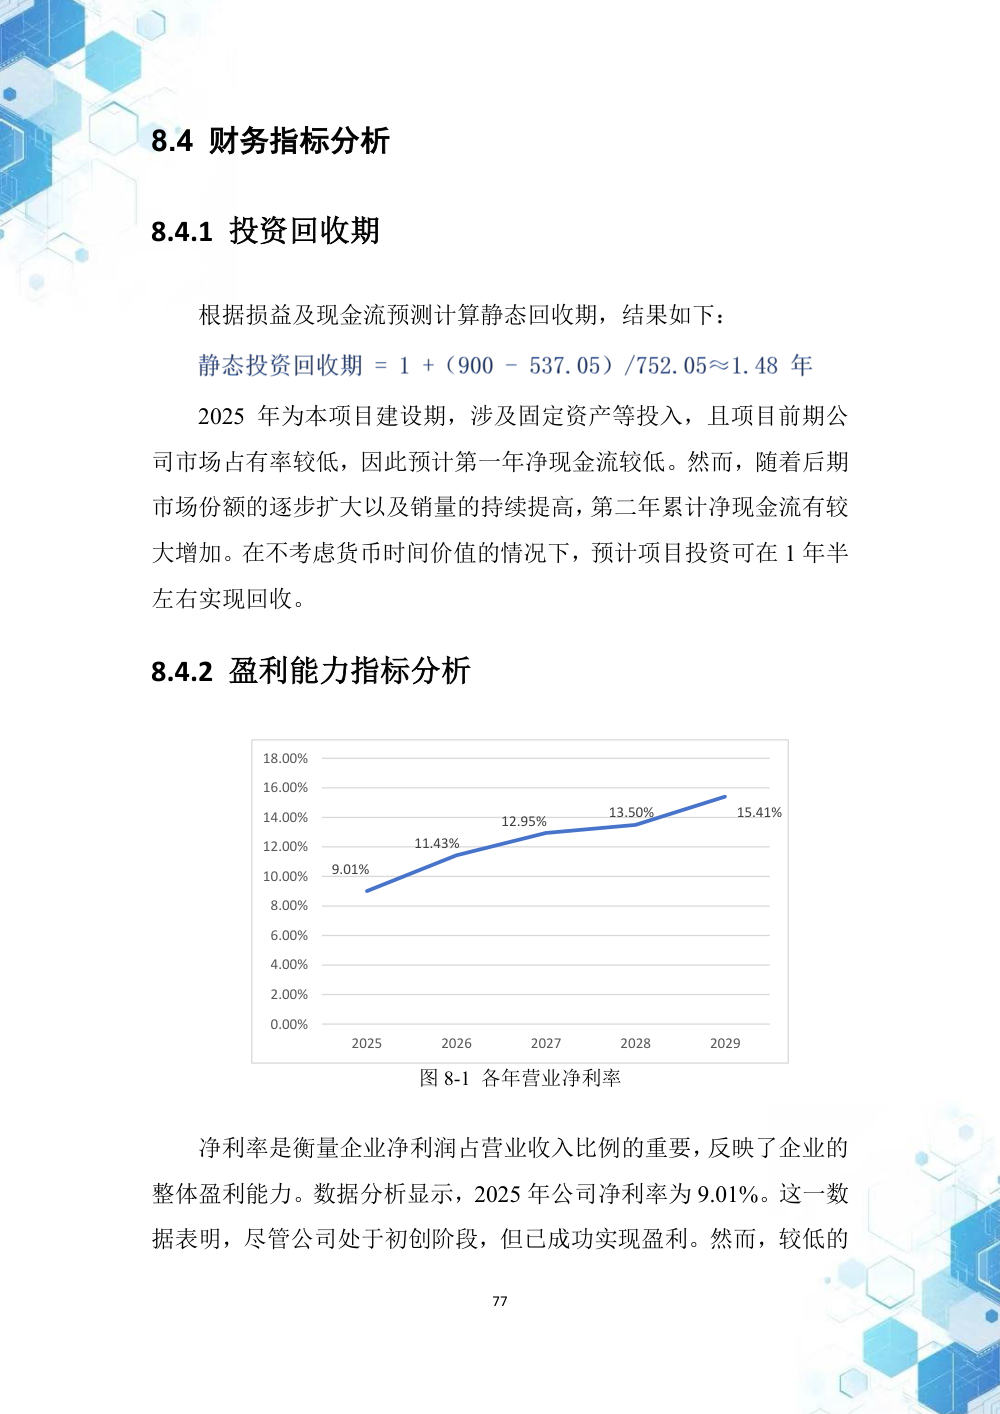 8.4 财务指标分析
8.4.1 投资回收期
根据损益及现金流预测计算静态回收期，结果如下：
静态投资回收期 = 1 +（900 - 537.05）/752.05≈1.48 年
2025 年为本项目建设期，涉及固定资产等投入，且项目前期公
司市场占有率较低，因此预计第一年净现金流较低。然而，随着后期
市场份额的逐步扩大以及销量的持续提高，第二年累计净现金流有较
大增加。在不考虑货币时间价值的情况下，预计项目投资可在 1 年半
左右实现回收。
8.4.2 盈利能力指标分析
18.00%
16.00%
14.00%
12.00%
10.00%
8.00%
6.00%
4.00%
2.00%
0.00%
9.01%
11.43%
12.95%
13.50%
15.41%
2025 2026 2027 2028 2029
图 8-1 各年营业净利率
净利率是衡量企业净利润占营业收入比例的重要，反映了企业的
整体盈利能力。数据分析显示，2025 年公司净利率为 9.01%。这一数
据表明，尽管公司处于初创阶段，但已成功实现盈利。然而，较低的
77